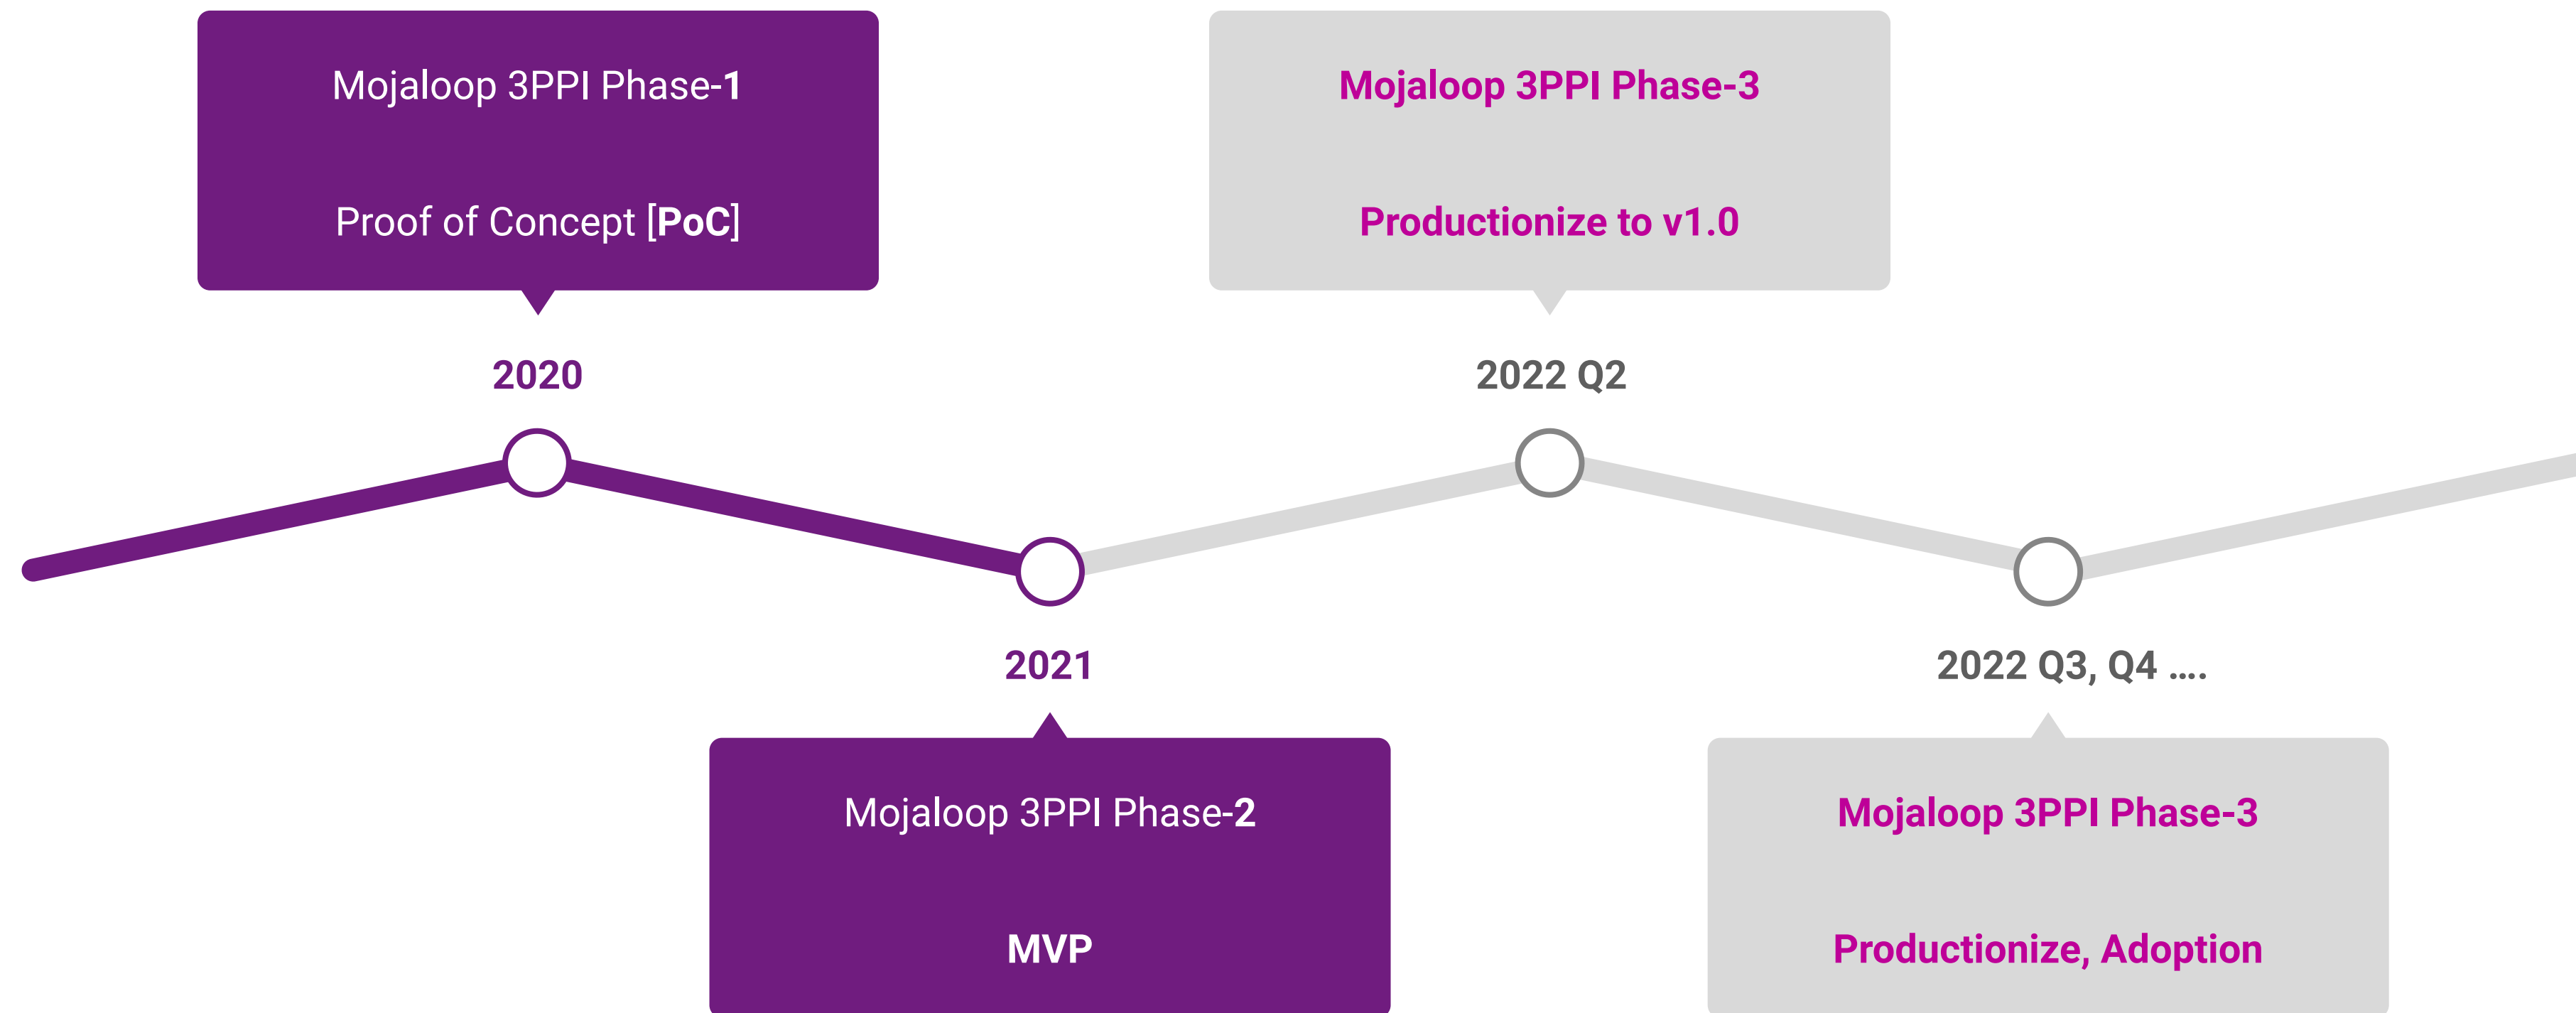 Mojaloop 3PPI Phase-1
Proof of Concept [PoC]
2020
Mojaloop 3PPI Phase-3
Productionize to v1.0
2022 Q2
2021
Mojaloop 3PPI Phase-2
MVP
2022 Q3, Q4 ....
Mojaloop 3PPI Phase-3
Productionize, Adoption